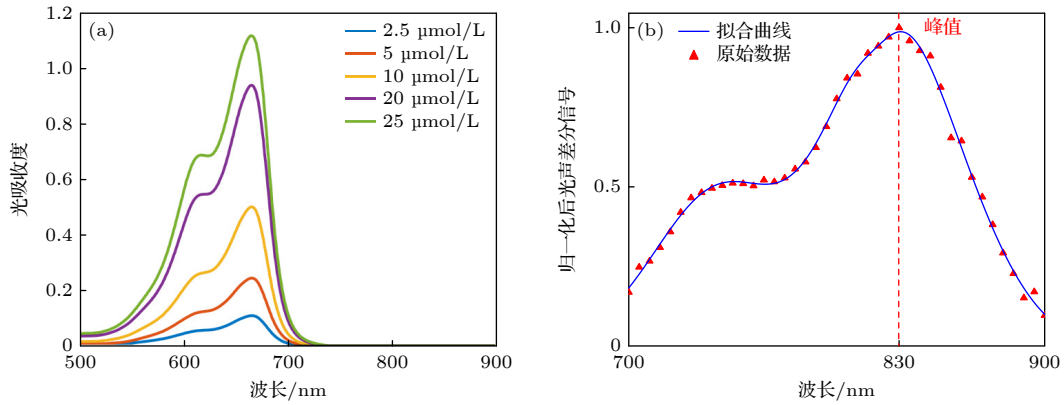 (a)
2.5 µmol/L
5 µmol/L
10 µmol/L
20 µmol/L
25 µmol/L
光吸收度
1.2
1.0
0.8
0.6
0.4
0.2
0
500
600
700
800
900
波长/nm
(b)
拟合曲线
原始数据
峰值
归一化后光声差分信号
1.0
0.5
0
700
830
900
波长/nm